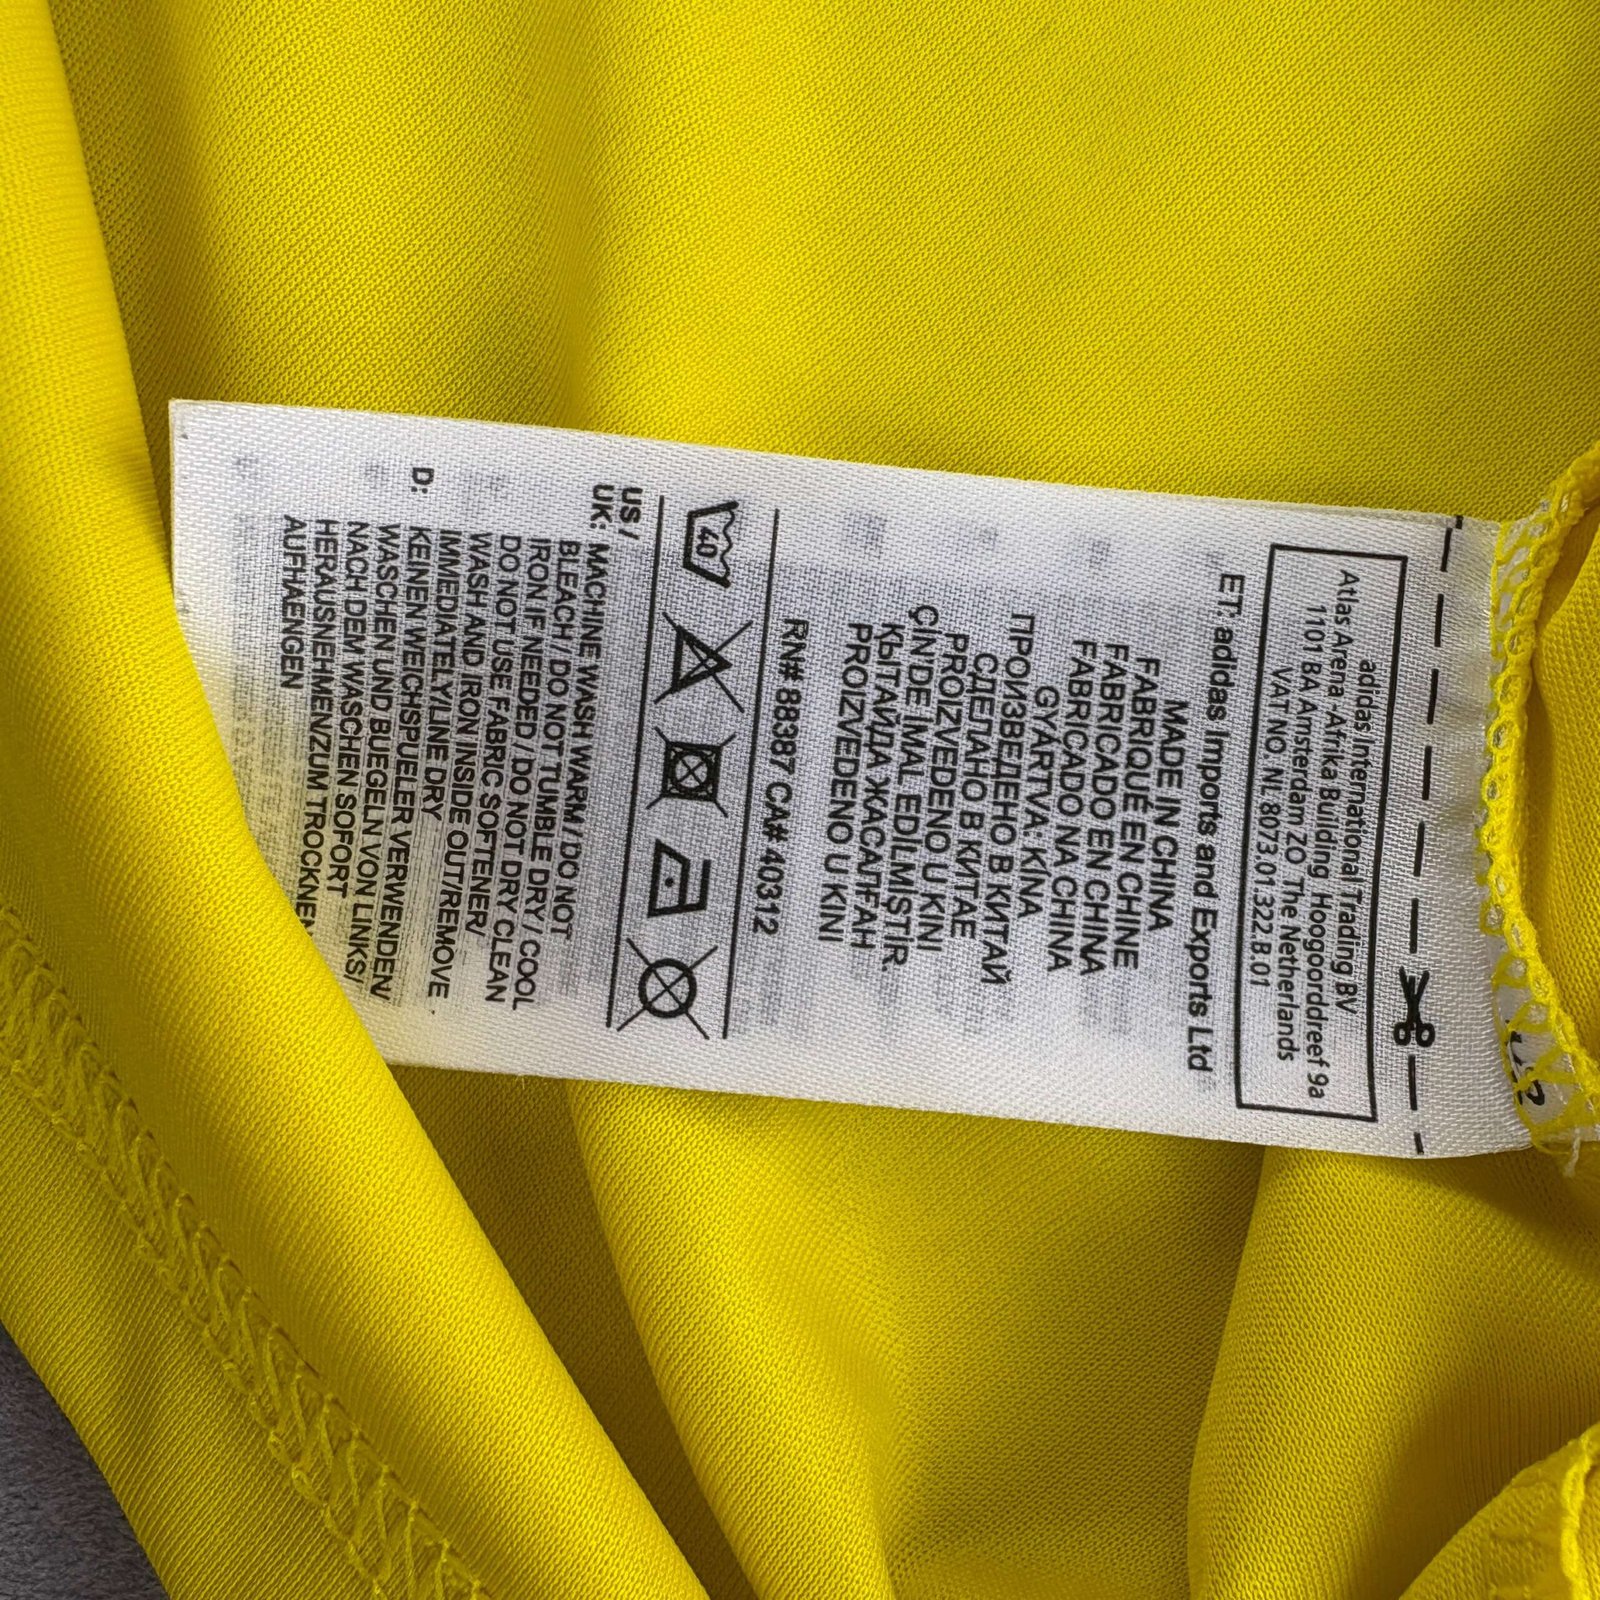 adidas International Trading BV
Atlas Arena -Afrika Building, Hoogoorddreef 9a
1101 BA Amsterdam ZO, The Netherlands
VAT NO. NL 8073.01.322 B.01
ET: adidas Imports and Exports Ltd
MADE IN CHINA
FABRIQUÉ EN CHINE
FABRICADO EN CHINA
FABRICADO NA CHINA
GYÁRTVA: KÍNA
ПРОИЗВЕДЕНО В КИТАЙ
СДЕЛАНО В КИТАЕ
PROIZVEDENO U KINI
ÇİN'DE İMAL EDİLMİŞTİR.
ҚЫТАЙДА ЖАСАЛҒАН
PROIZVEDENO U KINI
RN# 88387 CA# 40312
40
US /
UK: MACHINE WASH WARM / DO NOT
BLEACH / DO NOT TUMBLE DRY / COOL
IRON IF NEEDED / DO NOT DRY CLEAN
DO NOT USE FABRIC SOFTENER/
WASH AND IRON INSIDE OUT/REMOVE
IMMEDIATELY/LINE DRY
D: KEINEN WEICHSPUELER VERWENDEN/
WASCHEN UND BUEGELN VON LINKS/
NACH DEM WASCHEN SOFORT
HERAUSNEHMEN/ZUM TROCKNEN
AUFHAENGEN